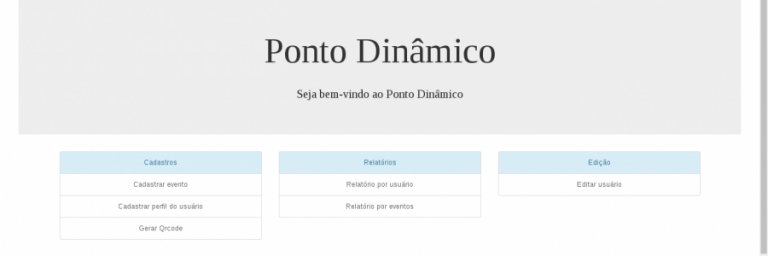 Ponto Dinâmico
Seja bem-vindo ao Ponto Dinâmico
Cadastros
Cadastrar evento
Cadastrar perfil do usuário
Gerar Qrcode
Relatórios
Relatório por usuário
Relatório por eventos
Edição
Editar usuário